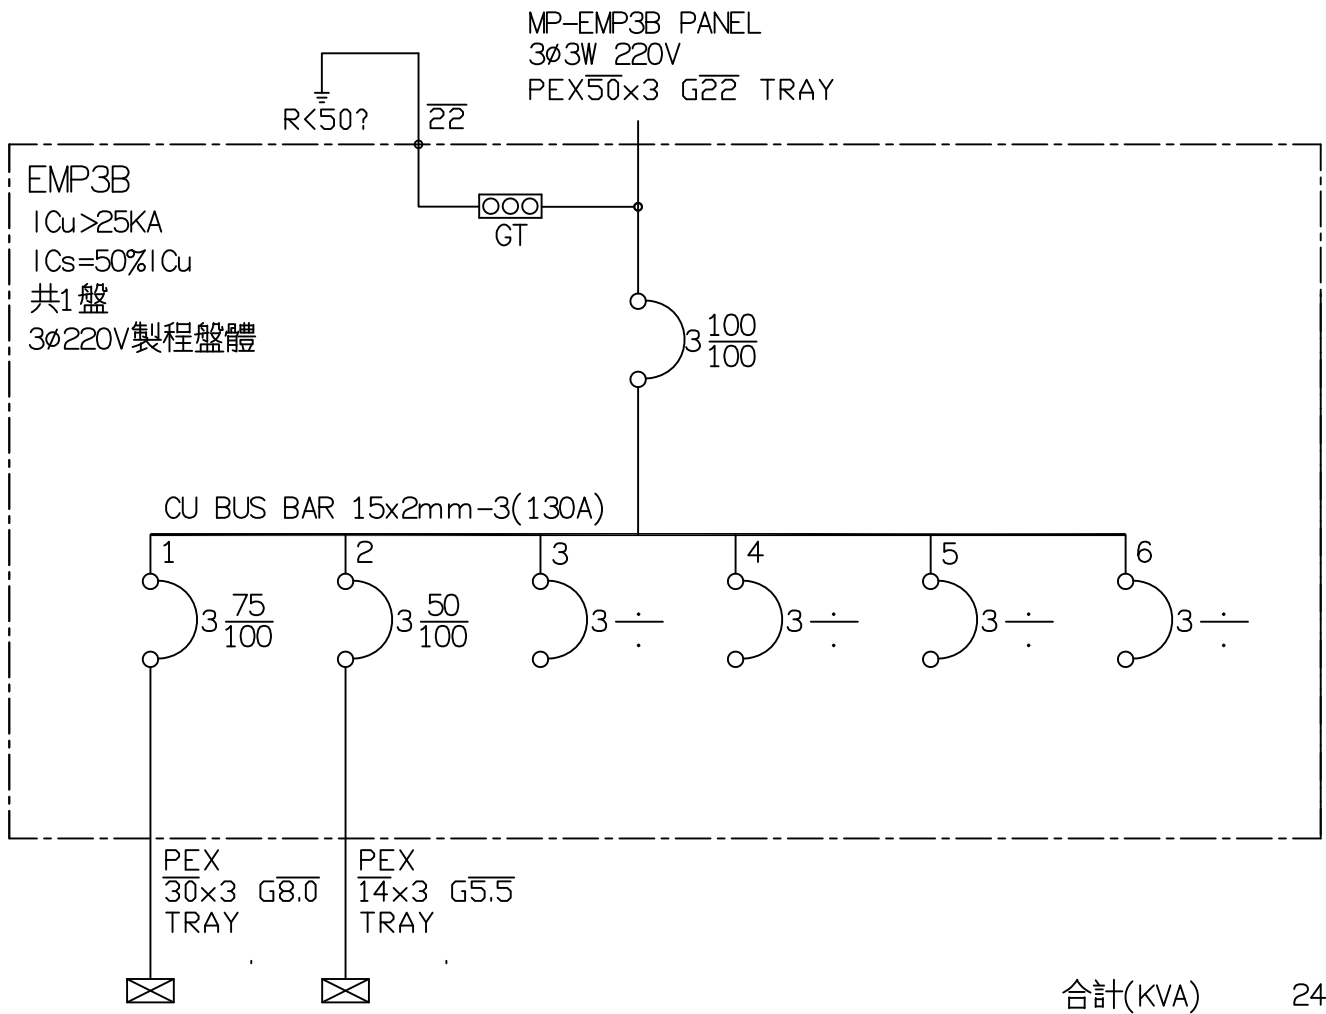 MP-EMP3B PANEL
3ø3W 220V
PEX50x3 G22 TRAY
R<50?
22
EMP3B
ICu>25KA
ICs=50%ICu
共1盤
3ø220V製程盤體
GT
3 100
100
CU BUS BAR 15x2mm-3(130A)
1
2
3
4
5
6
3 75
100
3 50
100
3
3
3
3
PEX
30x3 G8.0
TRAY
PEX
14x3 G5.5
TRAY
合計(KVA) 24